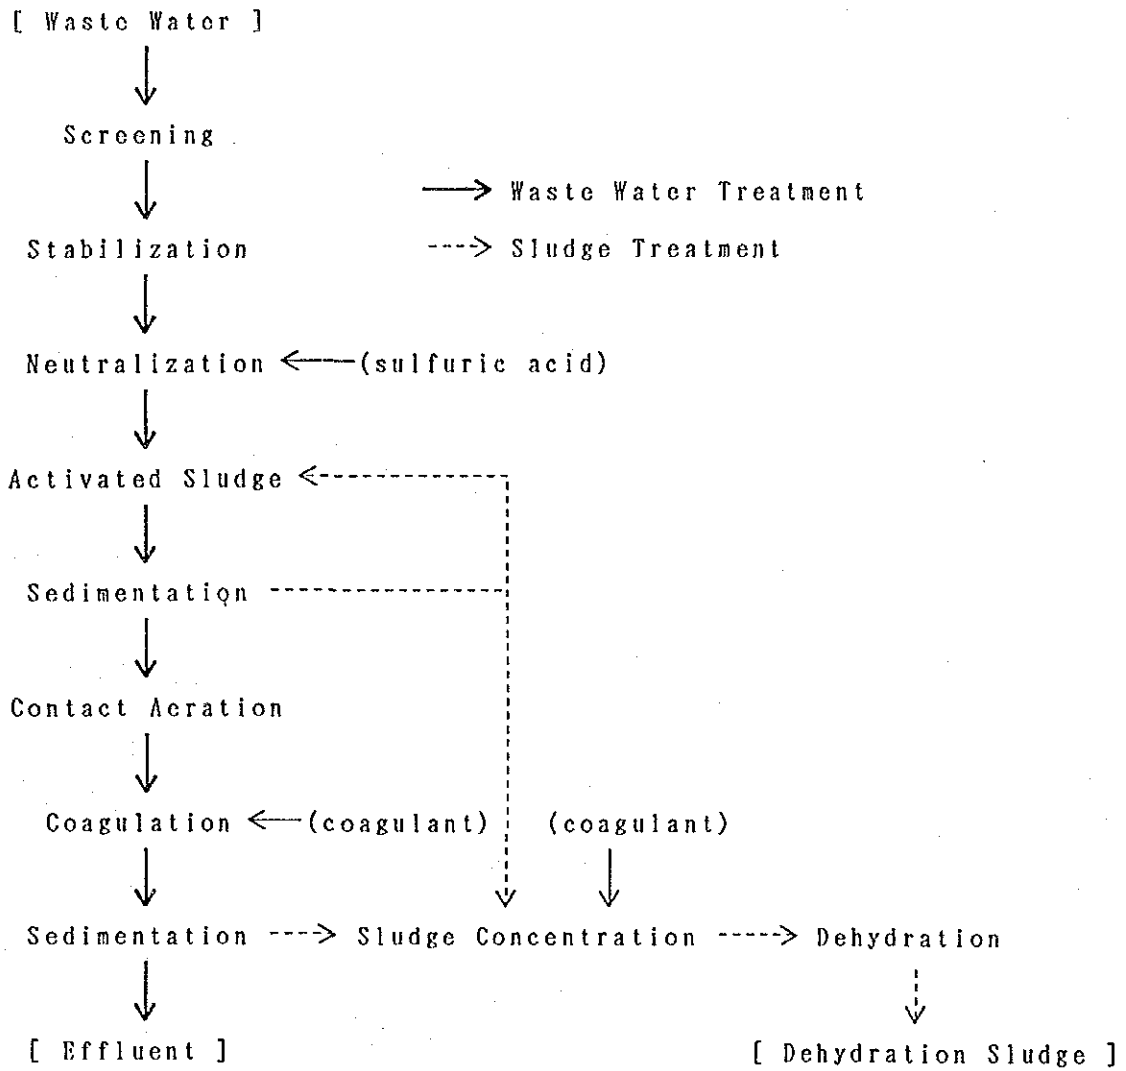 [ Waste Water ]
Screening
Waste Water Treatment
Stabilization
Sludge Treatment
Neutralization (sulfuric acid)
Activated Sludge
Sedimentation
Contact Aeration
Coagulation (coagulant) (coagulant)
Sedimentation Sludge Concentration Dehydration
[ Effluent ] [ Dehydration Sludge ]